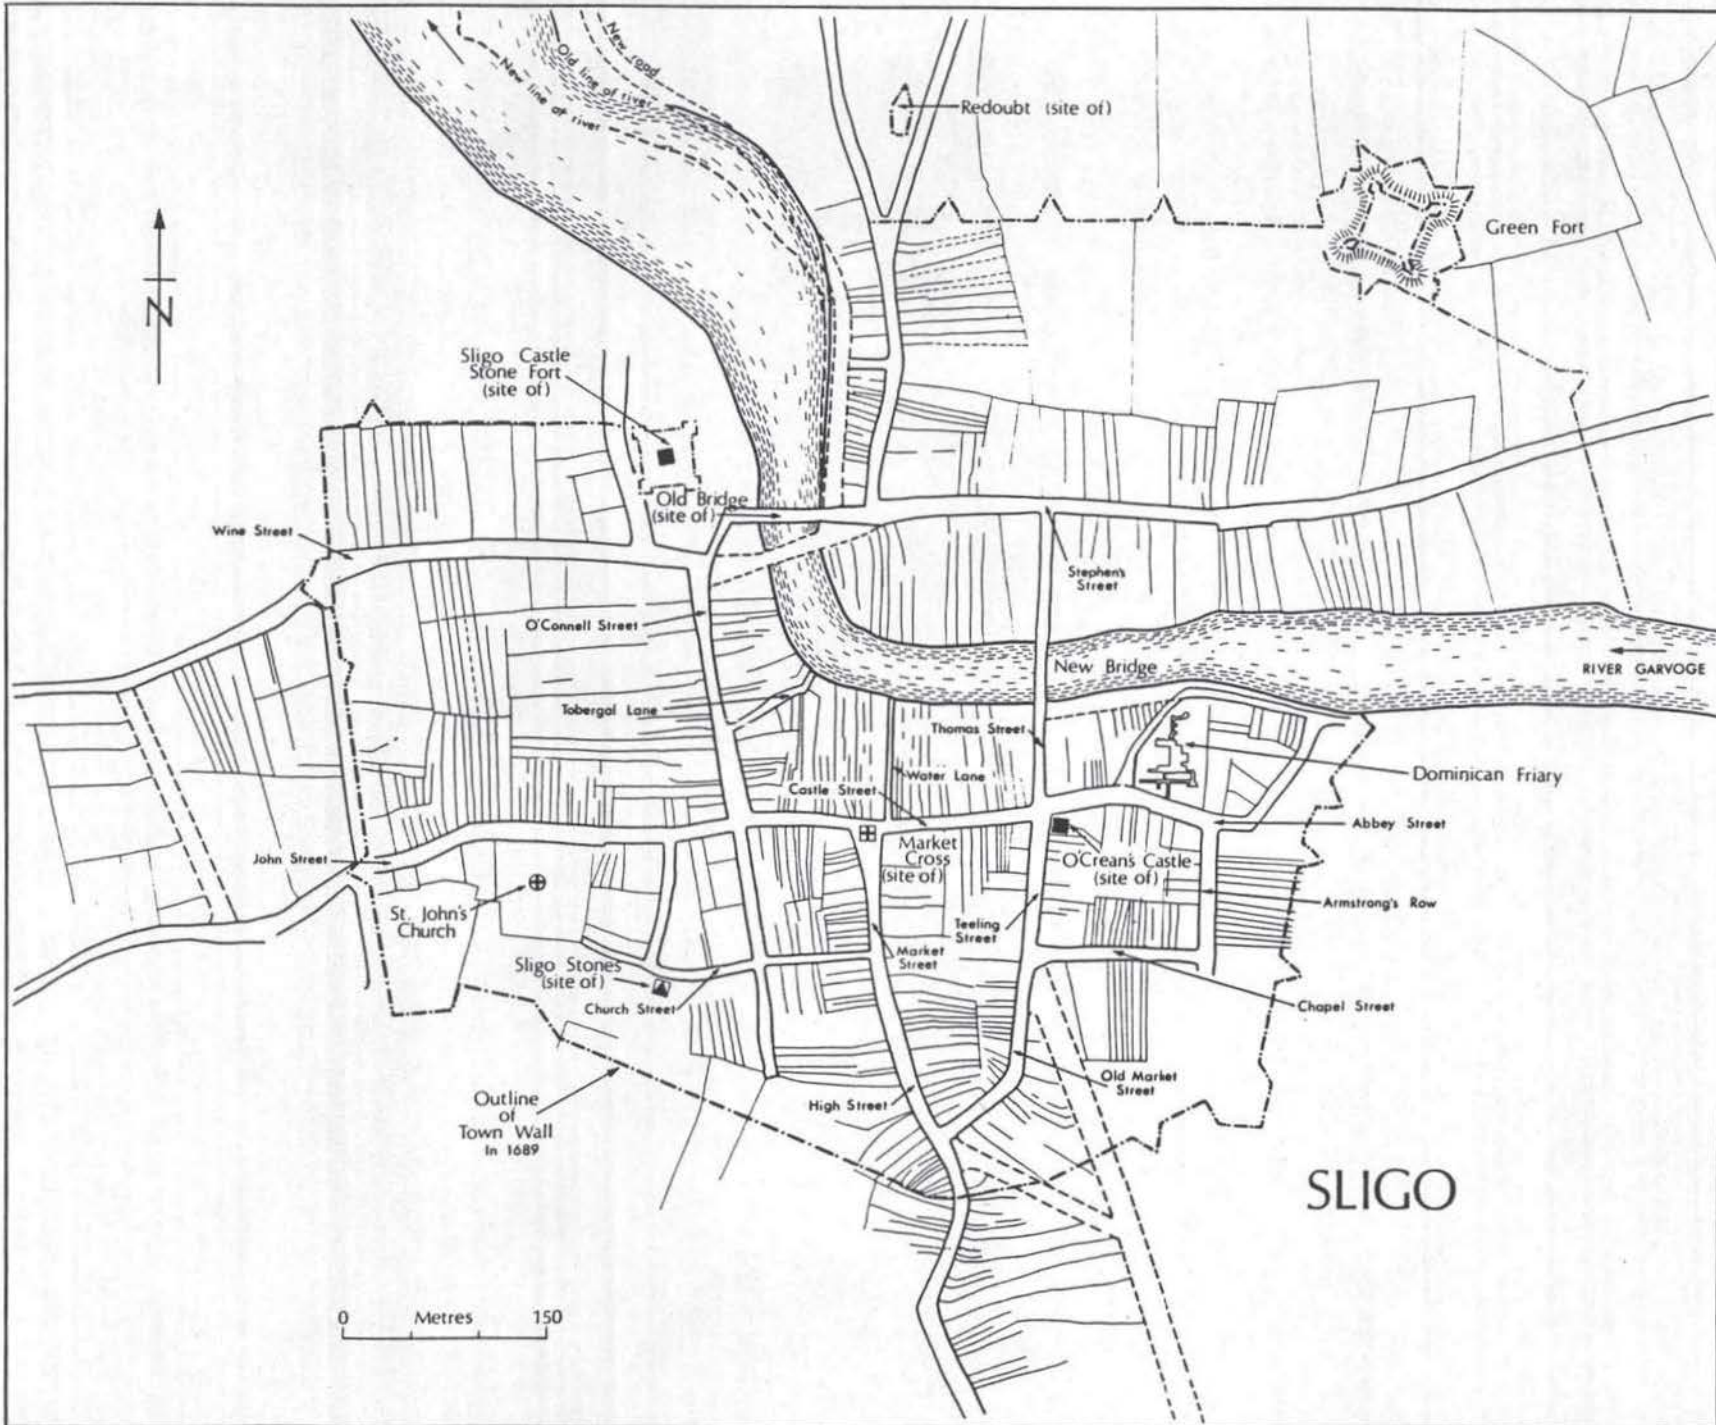 New road
Old line of river
New line of river
Redoubt (site of)
Green Fort
N
Sligo Castle
Stone Fort
(site of)
Old Bridge
(site of)
Wine Street
Stephen's
Street
O'Connell Street
New Bridge
RIVER GARVOGE
Tobergal Lane
Thomas Street
Water Lane
Dominican Friary
Castle Street
Abbey Street
Market
Cross
(site of)
O'Crean's Castle
(site of)
John Street
Armstrong's Row
St. John's
Church
Teeling
Street
Market
Street
Sligo Stones
(site of)
Church Street
Chapel Street
Old Market
Street
High Street
Outline
of
Town Wall
In 1689
SLIGO
0 Metres 150